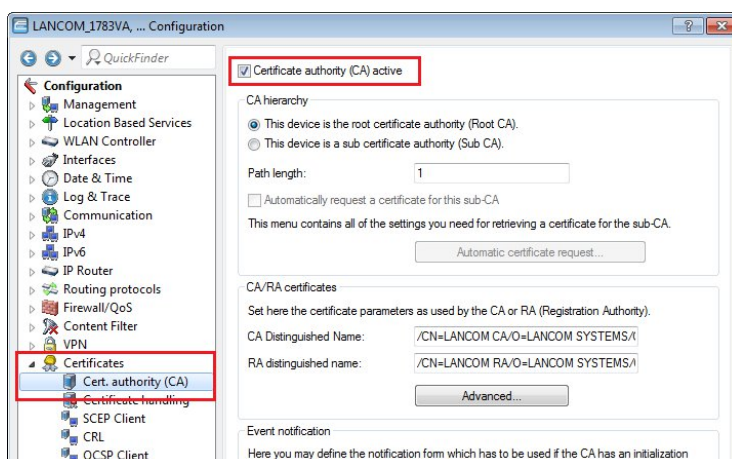 LANCOM_1783VA, ... Configuration
QuickFinder
Configuration
Management
Location Based Services
WLAN Controller
Interfaces
Date & Time
Log & Trace
Communication
IPv4
IPv6
IP Router
Routing protocols
Firewall/QoS
Content Filter
VPN
Certificates
Cert. authority (CA)
Certificate handling
SCEP Client
CRL
OCSP Client
Certificate authority (CA) active
CA hierarchy
This device is the root certificate authority (Root CA).
This device is a sub certificate authority (Sub CA).
Path length: 1
Automatically request a certificate for this sub-CA
This menu contains all of the settings you need for retrieving a certificate for the sub-CA.
Automatic certificate request...
CA/RA certificates
Set here the certificate parameters as used by the CA or RA (Registration Authority).
CA Distinguished Name: /CN=LANCOM CA/O=LANCOM SYSTEMS/
RA distinguished name: /CN=LANCOM RA/O=LANCOM SYSTEMS/
Advanced...
Event notification
Here you may define the notification form which has to be used if the CA has an initialization